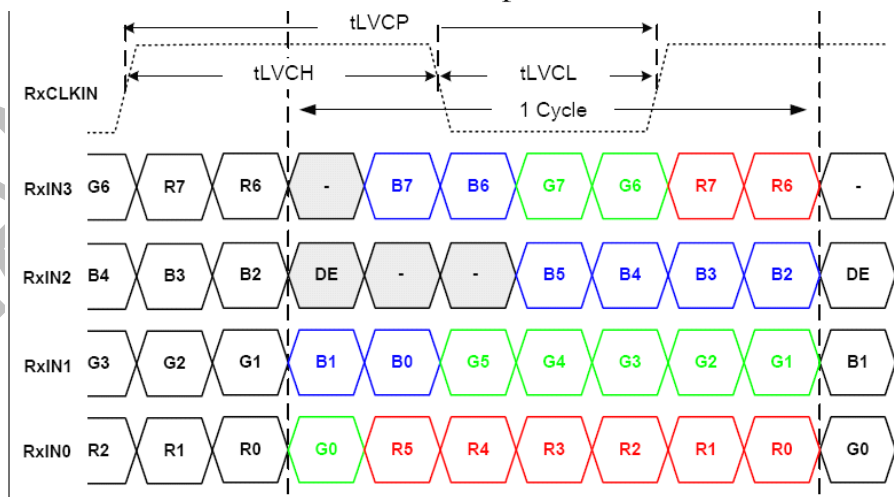 tLVCP
tLVCH tLVCL
RxCLKIN
1 Cycle
RxIN3 G6 R7 R6 - B7 B6 G7 G6 R7 R6 -
RxIN2 B4 B3 B2 DE - - B5 B4 B3 B2 DE
RxIN1 G3 G2 G1 B1 B0 G5 G4 G3 G2 G1 B1
RxIN0 R2 R1 R0 G0 R5 R4 R3 R2 R1 R0 G0